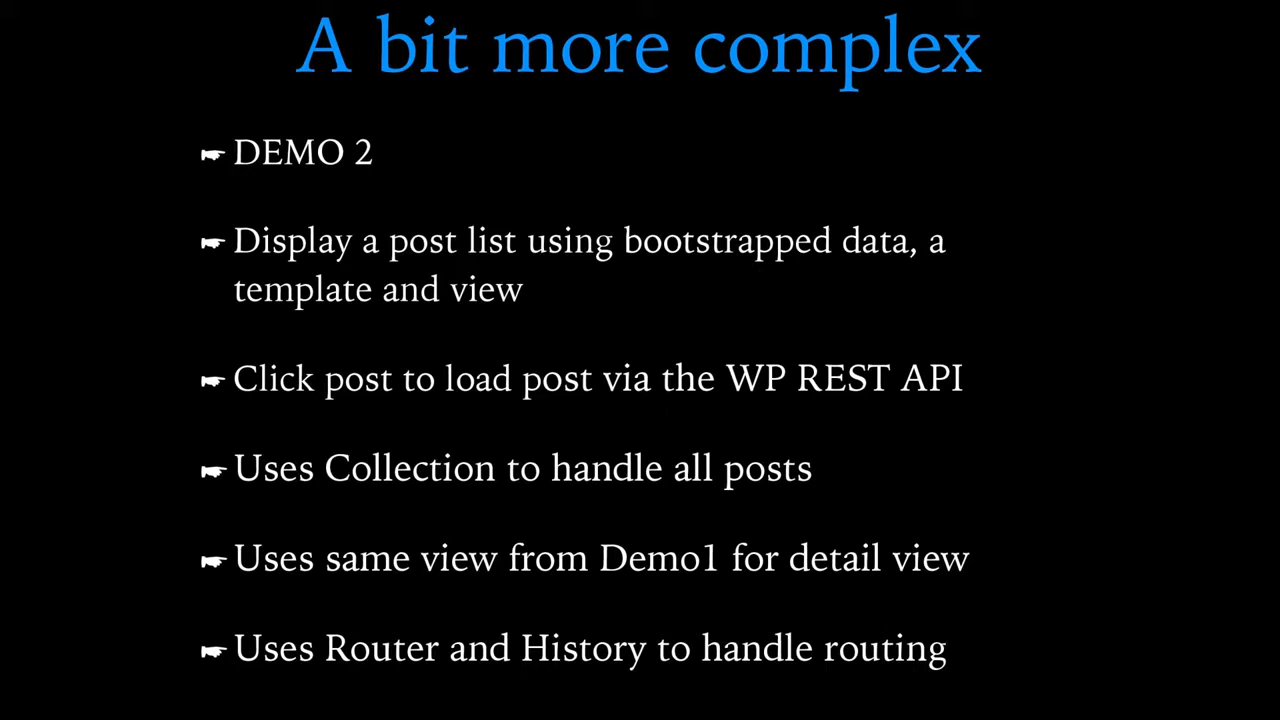 A bit more complex
☛ DEMO 2
☛ Display a post list using bootstrapped data, a
template and view
☛ Click post to load post via the WP REST API
☛ Uses Collection to handle all posts
☛ Uses same view from Demo1 for detail view
☛ Uses Router and History to handle routing